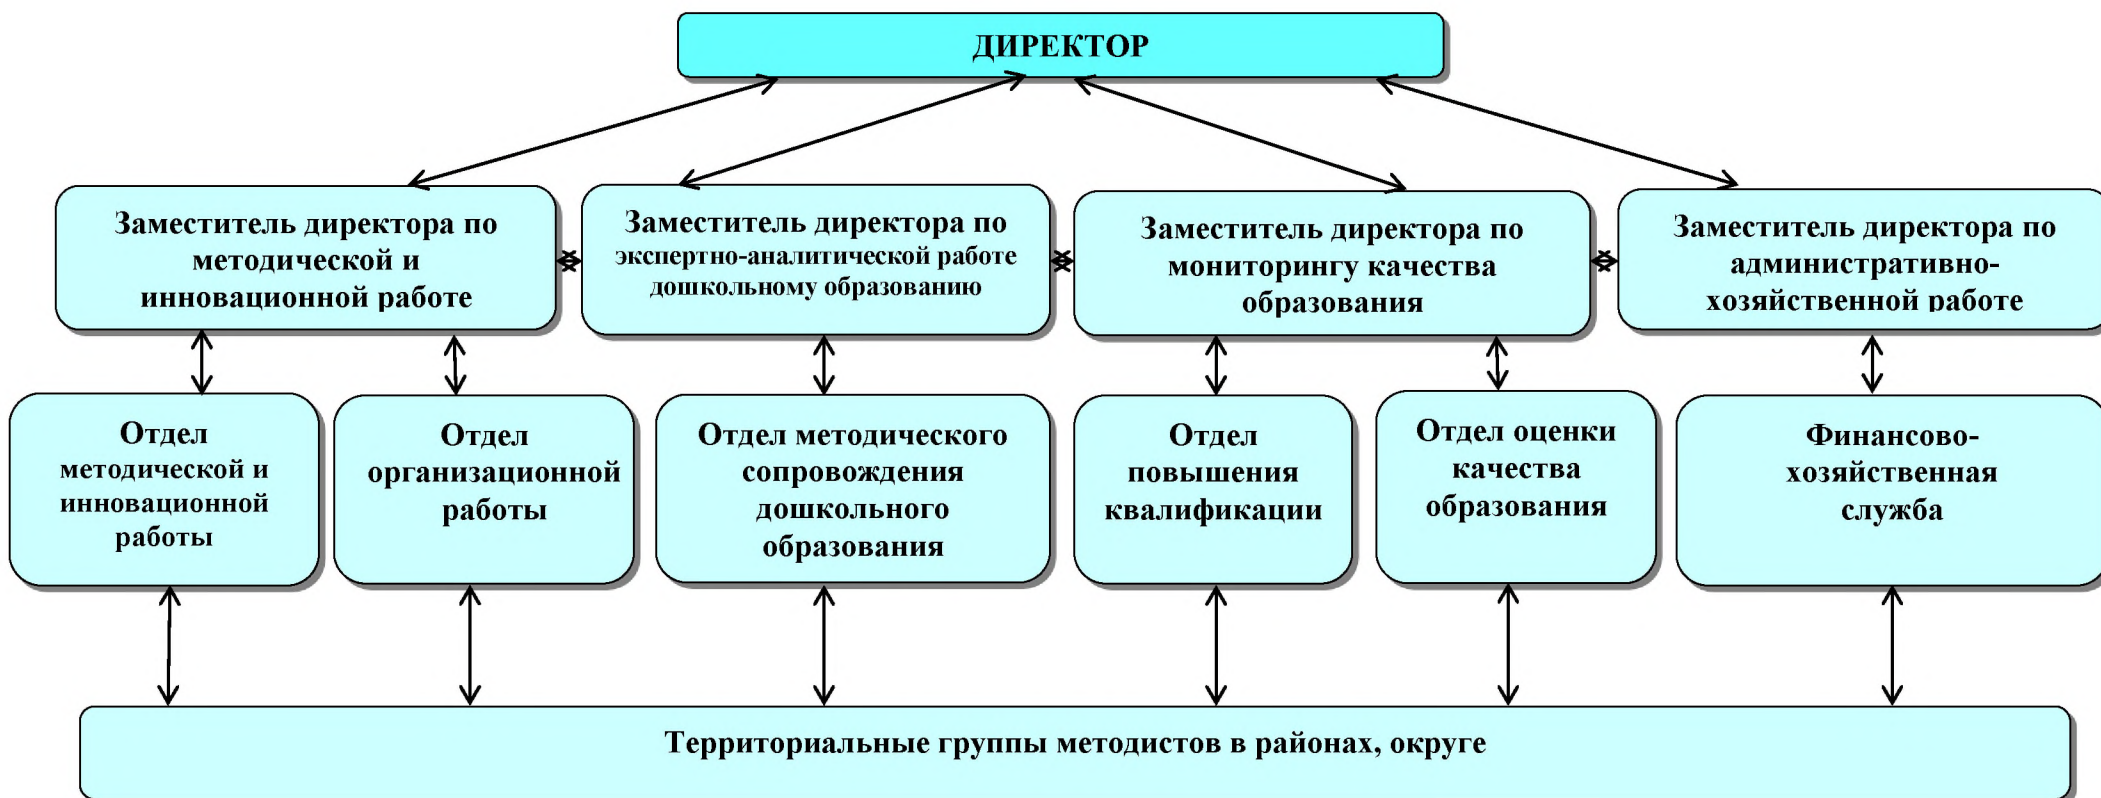 ДИРЕКТОР
Заместитель директора по
методической и
инновационной работе
Заместитель директора по
экспертно-аналитической работе
дошкольному образованию
Заместитель директора по
мониторингу качества
образования
Заместитель директора по
административно-
хозяйственной работе
Отдел
методической и
инновационной
работы
Отдел
организационной
работы
Отдел методического
сопровождения
дошкольного
образования
Отдел
повышения
квалификации
Отдел оценки
качества
образования
Финансово-
хозяйственная
служба
Территориальные группы методистов в районах, округе